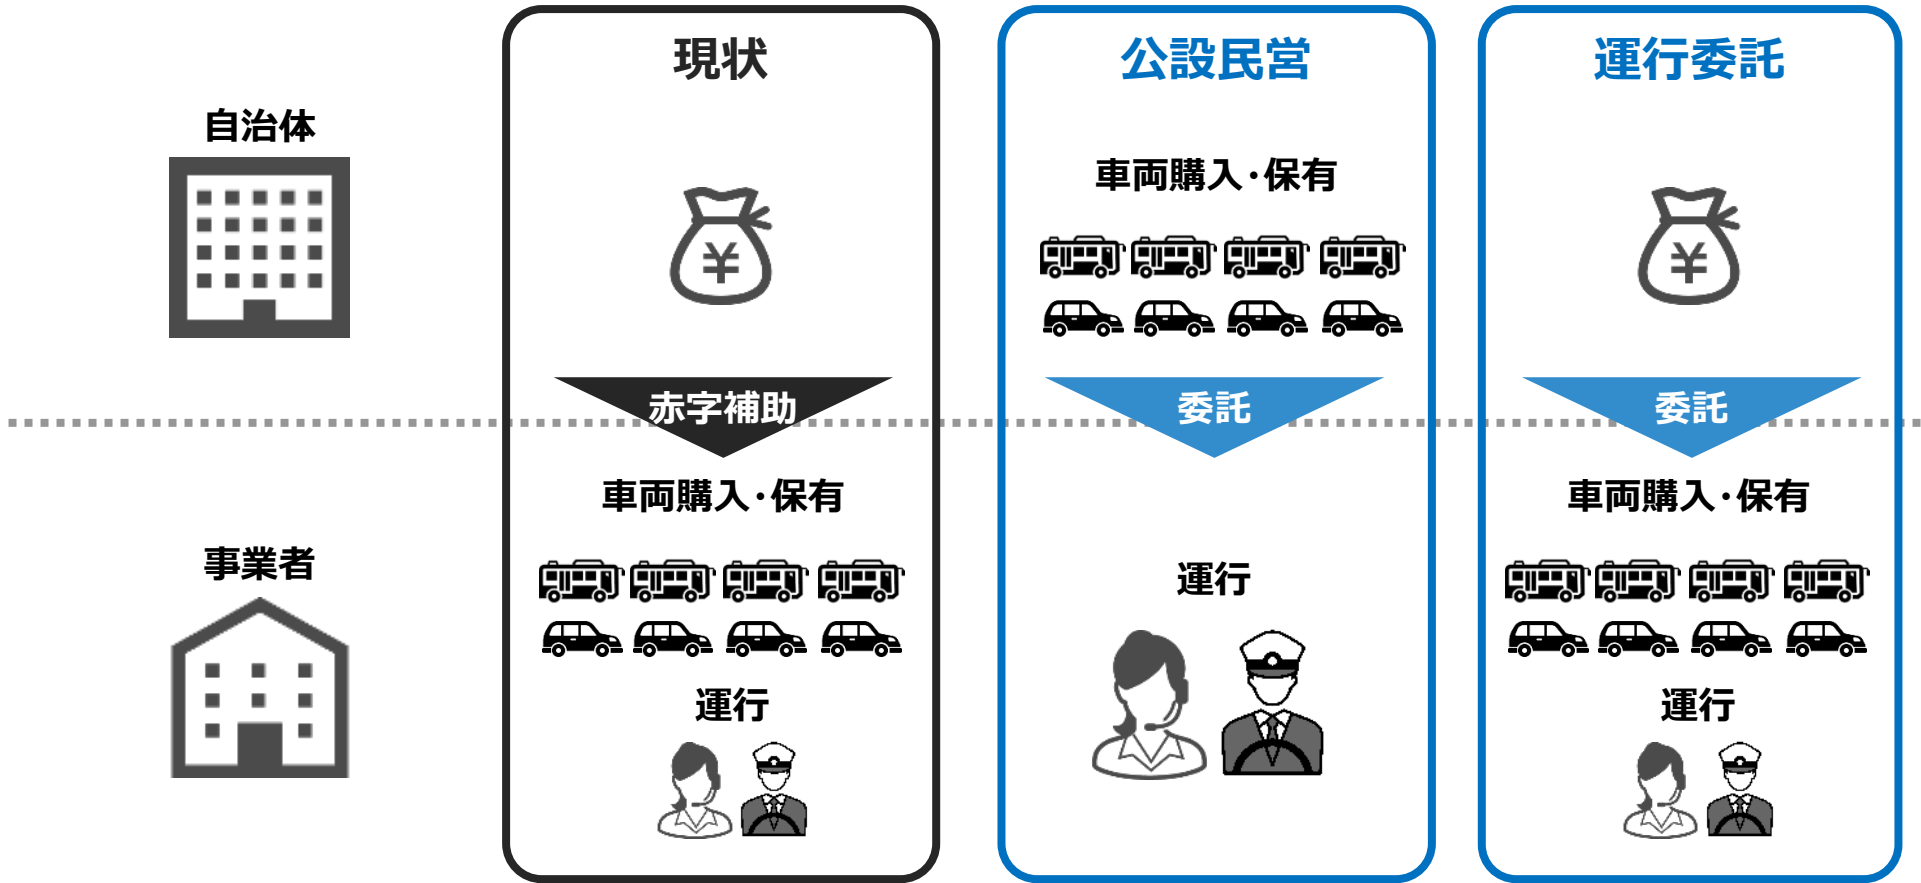 現状
公設民営
運行委託
自治体
車両購入・保有
¥
¥
赤字補助
委託
委託
車両購入・保有
車両購入・保有
事業者
運行
運行
運行